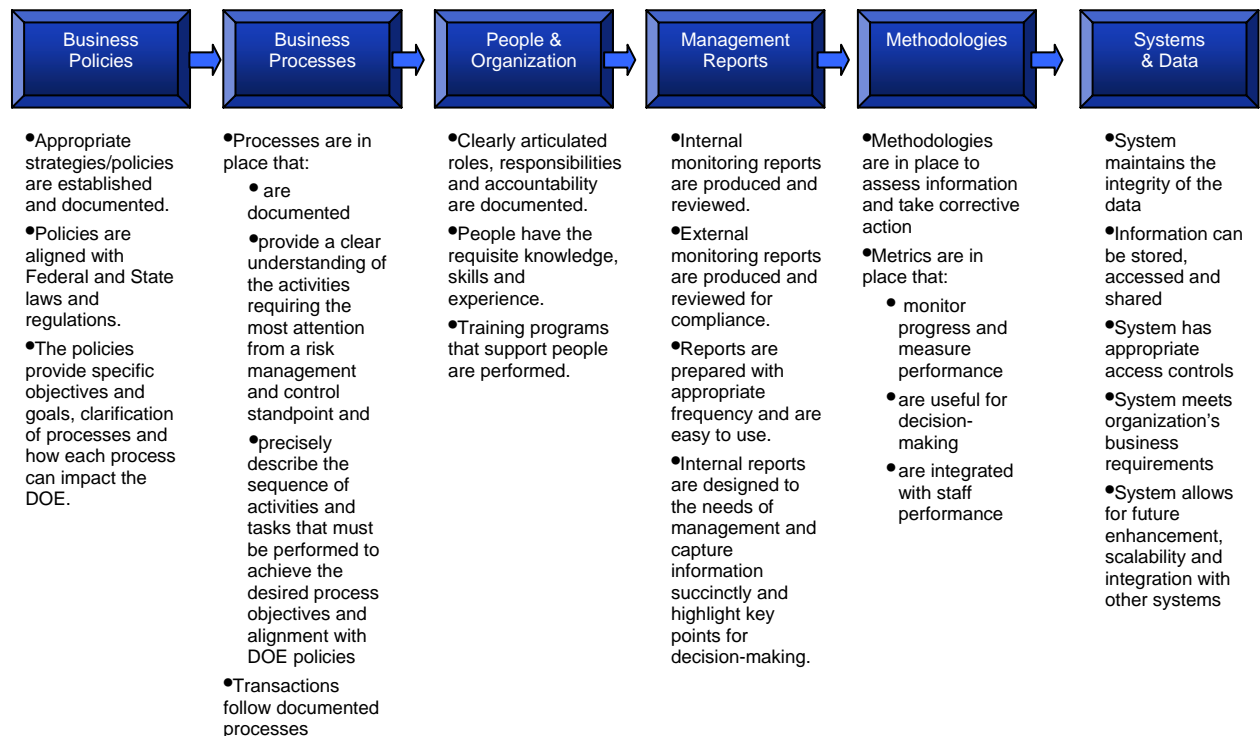 Business
Policies
Business
Processes
People &
Organization
Management
Reports
Methodologies
Systems
& Data
•Appropriate
strategies/policies
are established
and documented.
•Policies are
aligned with
Federal and State
laws and
regulations.
•The policies
provide specific
objectives and
goals, clarification
of processes and
how each process
can impact the
DOE.
•Processes are in
place that:
• are
documented
•provide a clear
understanding of
the activities
requiring the
most attention
from a risk
management
and control
standpoint and
•precisely
describe the
sequence of
activities and
tasks that must
be performed to
achieve the
desired process
objectives and
alignment with
DOE policies
•Transactions
follow documented
processes
•Clearly articulated
roles, responsibilities
and accountability
are documented.
•People have the
requisite knowledge,
skills and
experience.
•Training programs
that support people
are performed.
•Internal
monitoring reports
are produced and
reviewed.
•External
monitoring reports
are produced and
reviewed for
compliance.
•Reports are
prepared with
appropriate
frequency and are
easy to use.
•Internal reports
are designed to
the needs of
management and
capture
information
succinctly and
highlight key
points for
decision-making.
•Methodologies
are in place to
assess information
and take corrective
action
•Metrics are in
place that:
• monitor
progress and
measure
performance
•are useful for
decision-
making
•are integrated
with staff
performance
•System
maintains the
integrity of the
data
•Information can
be stored,
accessed and
shared
•System has
appropriate
access controls
•System meets
organization's
business
requirements
•System allows
for future
enhancement,
scalability and
integration with
other systems